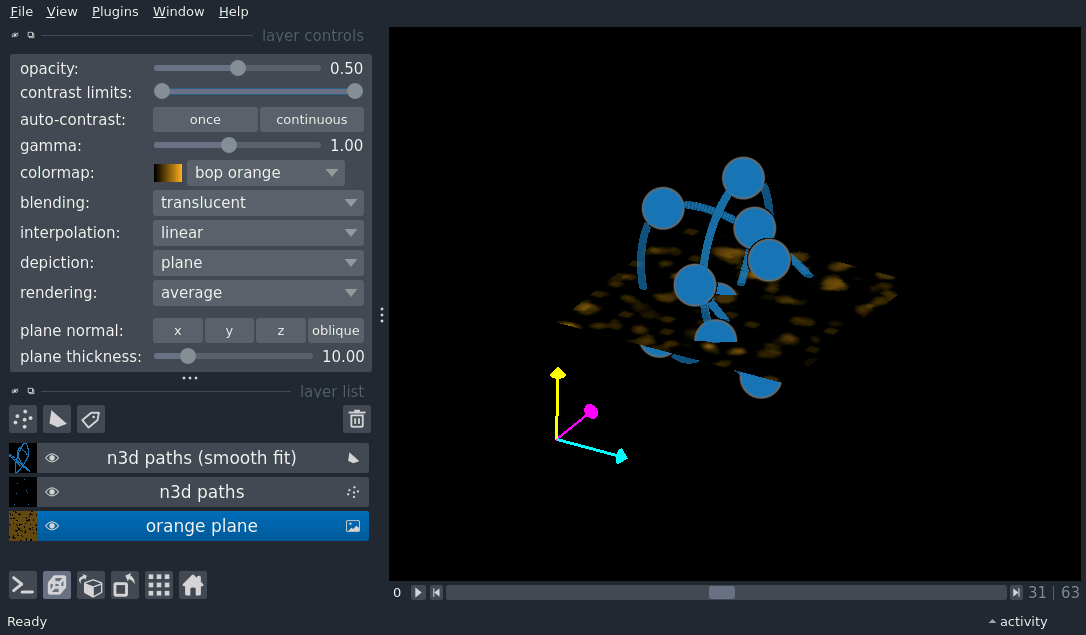 File View Plugins Window Help
layer controls
opacity: 0.50
contrast limits:
auto-contrast: once continuous
gamma: 1.00
colormap: bop orange
blending: translucent
interpolation: linear
depiction: plane
rendering: average
plane normal: x y z oblique
plane thickness: 10.00
layer list
n3d paths (smooth fit)
n3d paths
orange plane
0 31 | 63
Ready activity